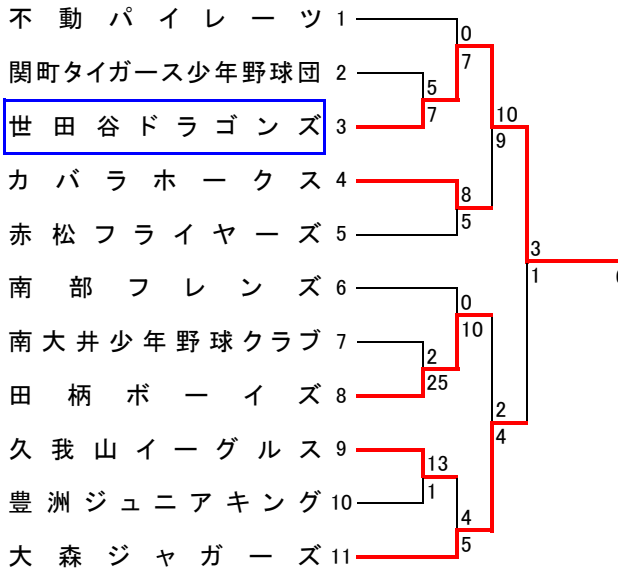 不動パイレーツ 1
0
7
関町タイガース少年野球団 2
5
7
世田谷ドラゴンズ 3
10
9
カバラホークス 4
8
5
赤松フライヤーズ 5
3
1
南部フレンズ 6
0
10
南大井少年野球クラブ 7
2
25
田柄ボーイズ 8
2
4
久我山イーグルス 9
13
1
豊洲ジュニアキング 10
4
5
大森ジャガーズ 11